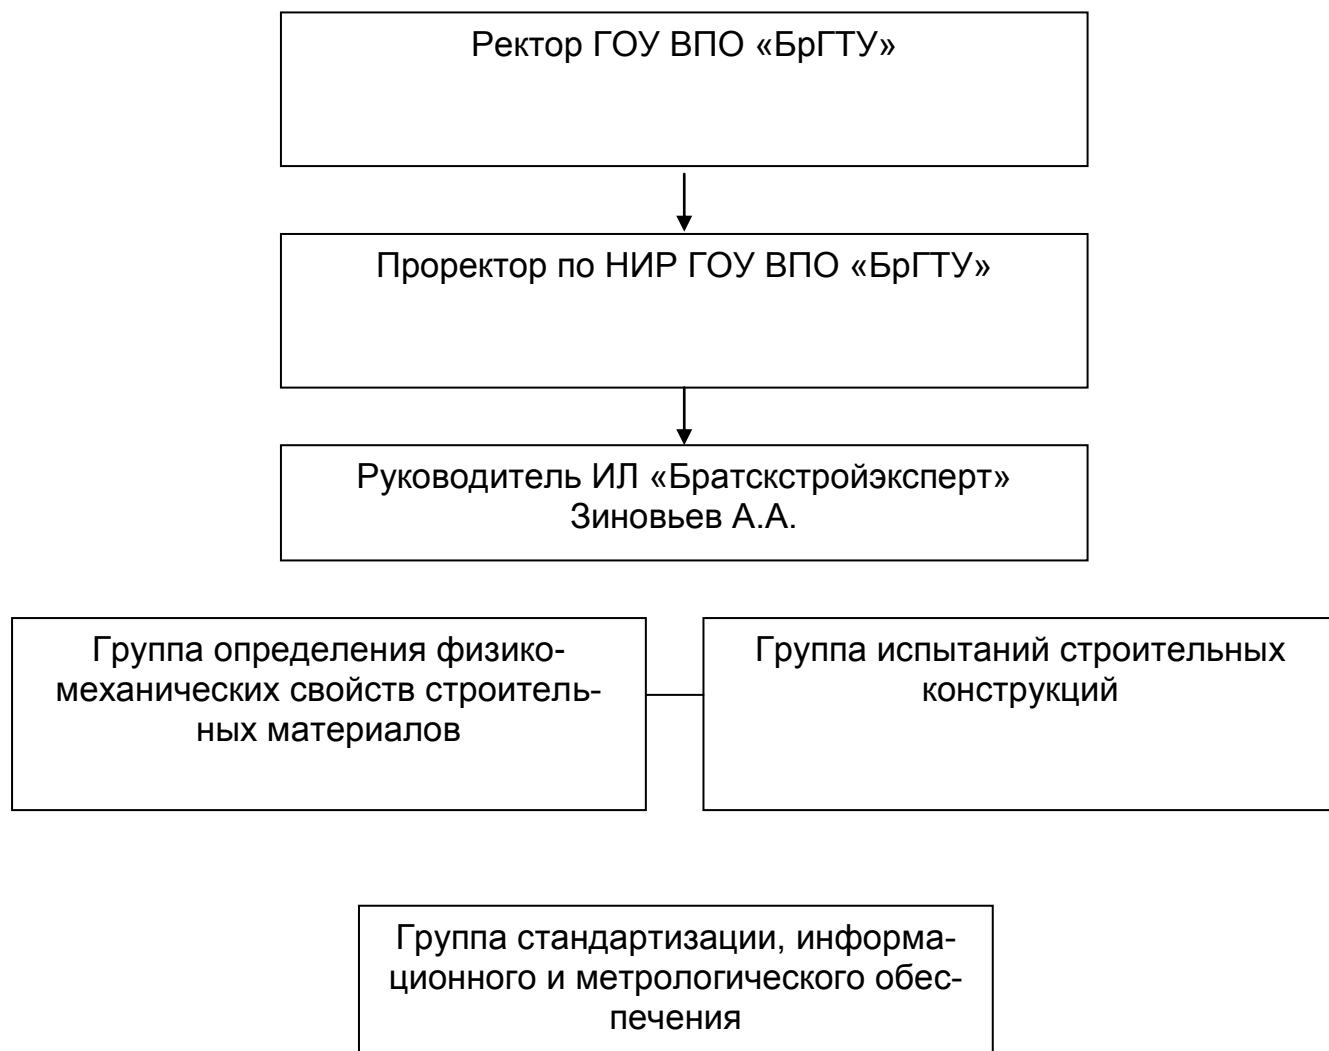 Ректор ГОУ ВПО «БрГТУ»
Проректор по НИР ГОУ ВПО «БрГТУ»
Руководитель ИЛ «Братскстройэксперт»
Зиновьев А.А.
Группа определения физико-
механических свойств строитель-
ных материалов
Группа испытаний строительных
конструкций
Группа стандартизации, информа-
ционного и метрологического обес-
печения